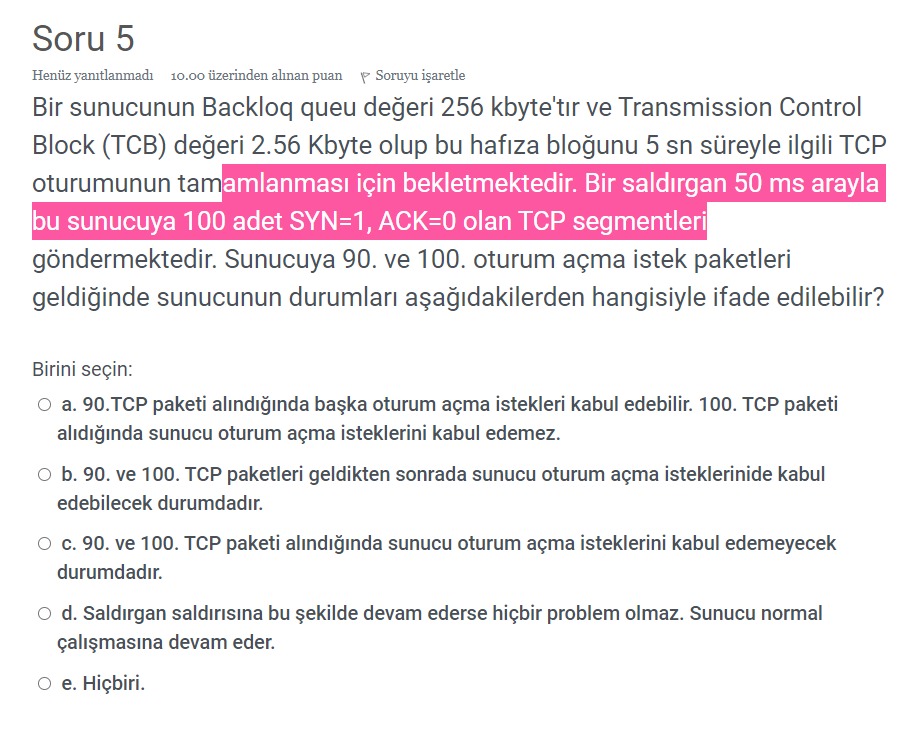 Soru 5
Henüz yanıtlanmadı 10.00 üzerinden alınan puan Soruyu işaretle
Bir sunucunun Backloq queu değeri 256 kbyte'tır ve Transmission Control
Block (TCB) değeri 2.56 Kbyte olup bu hafıza bloğunu 5 sn süreyle ilgili TCP
oturumunun tamamlanması için bekletmektedir. Bir saldırgan 50 ms arayla
bu sunucuya 100 adet SYN=1, ACK=0 olan TCP segmentleri
göndermektedir. Sunucuya 90. ve 100. oturum açma istek paketleri
geldiğinde sunucunun durumları aşağıdakilerden hangisiyle ifade edilebilir?
Birini seçin:
a. 90.TCP paketi alındığında başka oturum açma istekleri kabul edebilir. 100. TCP paketi
alıdığında sunucu oturum açma isteklerini kabul edemez.
b. 90. ve 100. TCP paketleri geldikten sonrada sunucu oturum açma isteklerinide kabul
edebilecek durumdadır.
c. 90. ve 100. TCP paketi alındığında sunucu oturum açma isteklerini kabul edemeyecek
durumdadır.
d. Saldırgan saldırısına bu şekilde devam ederse hiçbir problem olmaz. Sunucu normal
çalışmasına devam eder.
e. Hiçbiri.